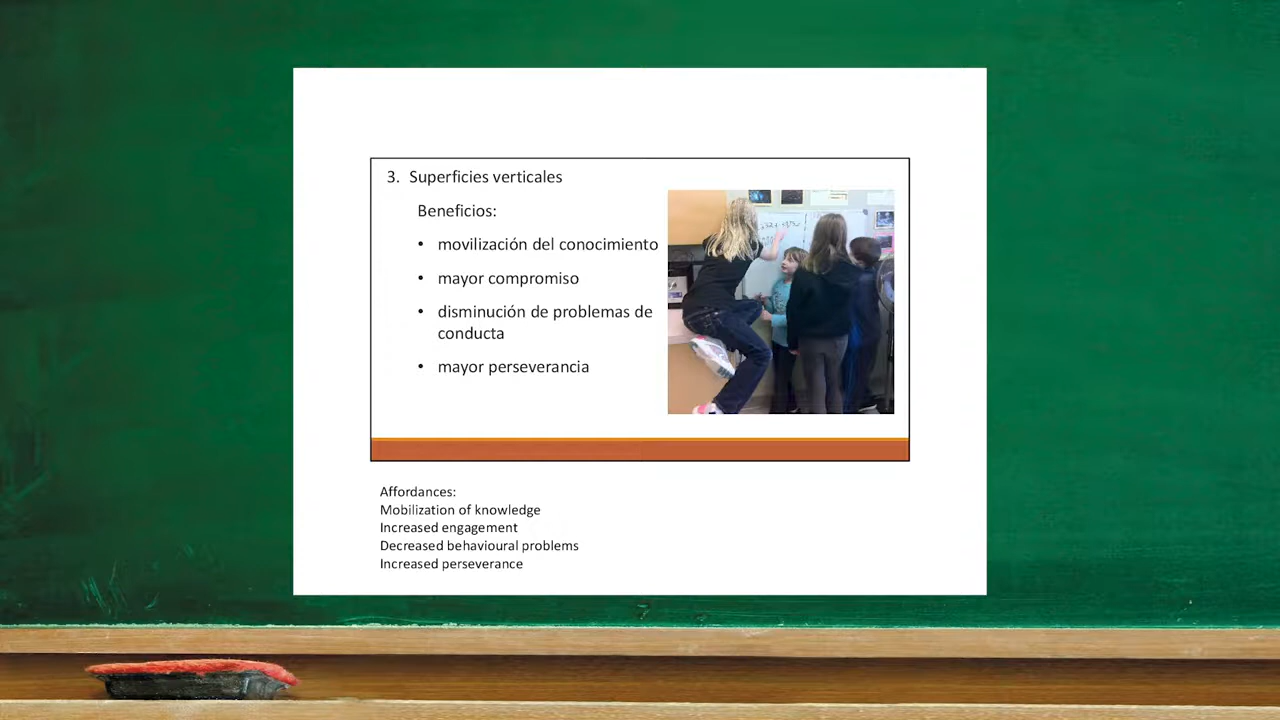 3. Superficies verticales
Beneficios:
• movilización del conocimiento
• mayor compromiso
• disminución de problemas de
conducta
• mayor perseverancia
Affordances:
Mobilization of knowledge
Increased engagement
Decreased behavioural problems
Increased perseverance